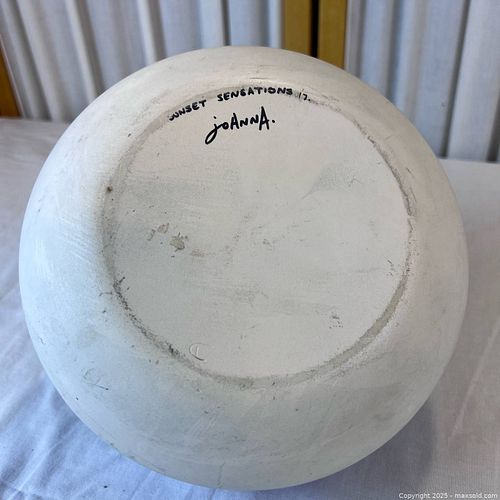 SUNSET SENSATIONS
joAnnA.
Copyright 2025 - maxsold.com